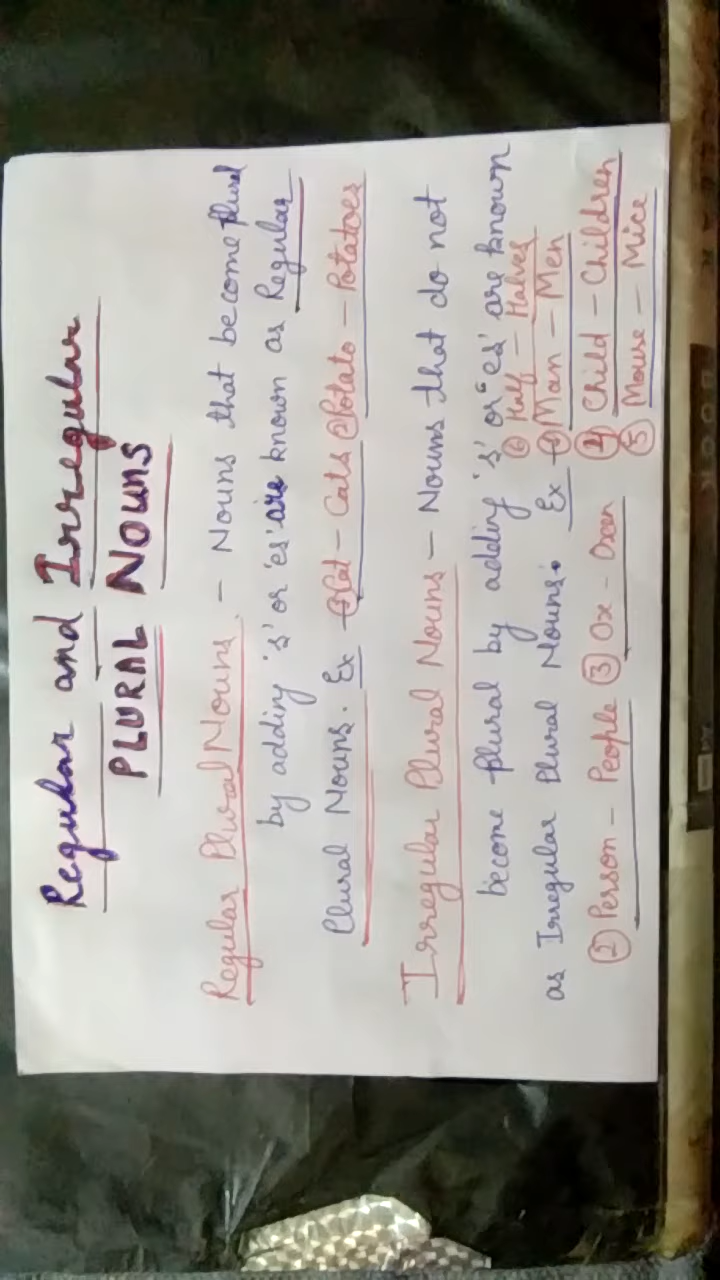 Regular and Irregular
PLURAL NOUNS
Regular Plural Nouns - Nouns that become plural
by adding 's' or 'es' are known as Regular
Plural Nouns. Ex ① Cat - Cats ② Potato - Potatoes
Irregular Plural Nouns - Nouns that do not
become plural by adding 's' or "es' are known
⑥ Half - Halves
as Irregular Plural Nouns. Ex ① Man - Men
② Person - People ③ Ox - Oxen ④ Child - Children
⑤ Mouse - Mice